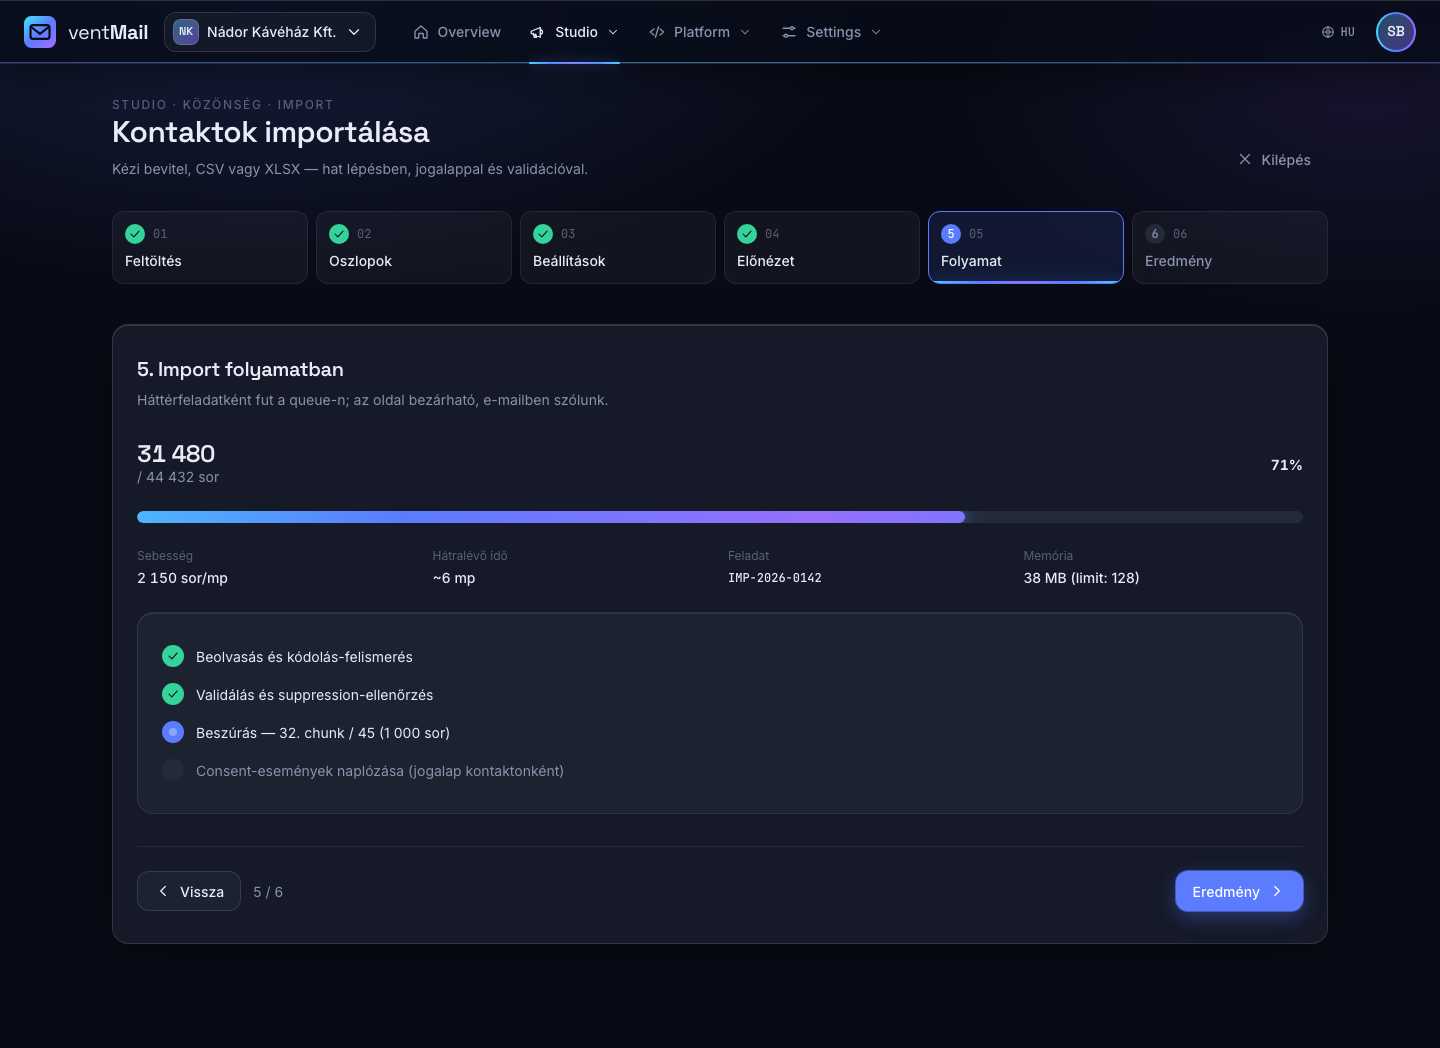 ventMail
NK Nádor Kávéház Kft.
Overview
Studio
Platform
Settings
HU
SB
STUDIO · KÖZÖNSÉG · IMPORT
Kontaktok importálása
Kézi bevitel, CSV vagy XLSX — hat lépésben, jogalappal és validációval.
Kilépés
01
Feltöltés
02
Oszlopok
03
Beállítások
04
Előnézet
5 05
Folyamat
6 06
Eredmény
5. Import folyamatban
Háttérfeladatként fut a queue-n; az oldal bezárható, e-mailben szólunk.
31 480
/ 44 432 sor
71%
Sebesség
2 150 sor/mp
Hátralévő idő
~6 mp
Feladat
IMP-2026-0142
Memória
38 MB (limit: 128)
Beolvasás és kódolás-felismerés
Validálás és suppression-ellenőrzés
Beszúrás — 32. chunk / 45 (1 000 sor)
Consent-események naplózása (jogalap kontaktonként)
Vissza
5 / 6
Eredmény